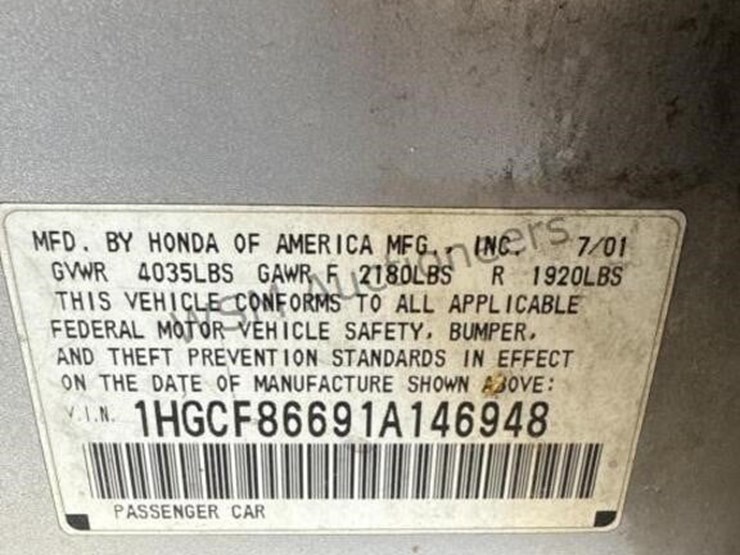 MFD. BY HONDA OF AMERICA MFG., INC. 7/01
GVWR 4035LBS GAWR F 2180LBS R 1920LBS
THIS VEHICLE CONFORMS TO ALL APPLICABLE
FEDERAL MOTOR VEHICLE SAFETY, BUMPER,
AND THEFT PREVENTION STANDARDS IN EFFECT
ON THE DATE OF MANUFACTURE SHOWN ABOVE:
V.I.N. 1HGCF86691A146948
PASSENGER CAR
WSM Auctioneers